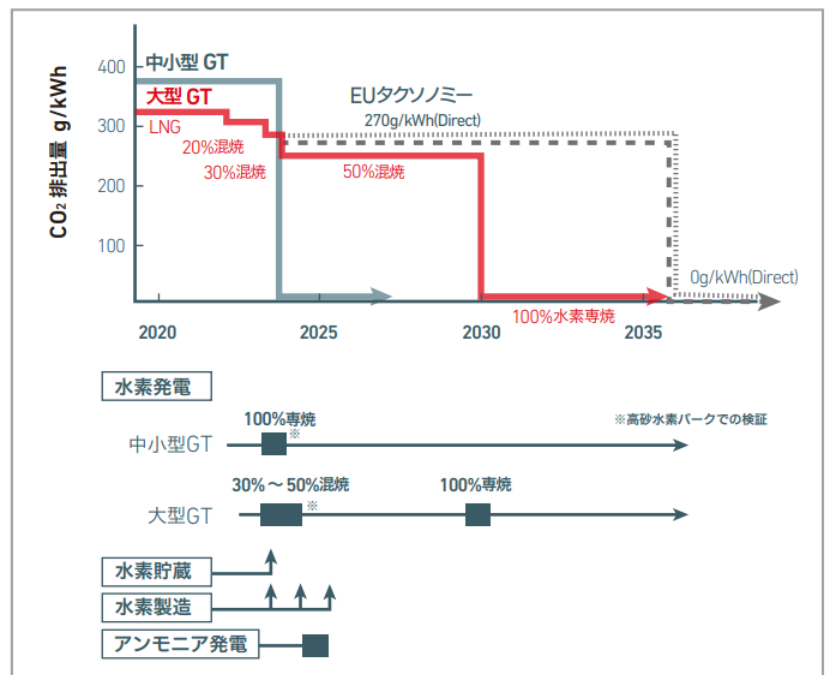 CO₂ 排出量 g/kWh
400
300
200
100
中小型 GT
大型 GT
LNG
20%混焼
30%混焼
EUタクソノミー
270g/kWh(Direct)
50%混焼
0g/kWh(Direct)
100%水素専焼
2020
2025
2030
2035
水素発電
100%専焼
※
※高砂水素パークでの検証
中小型GT
30%～50%混焼
※
100%専焼
大型GT
水素貯蔵
水素製造
アンモニア発電